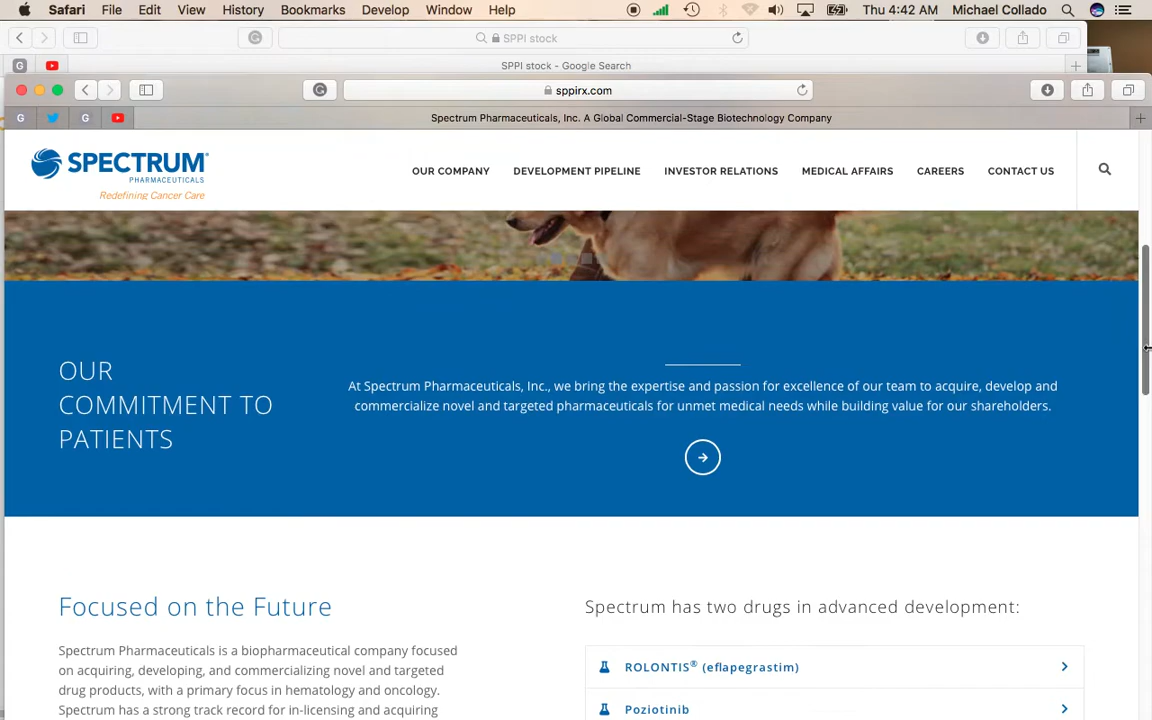 Safari File Edit View History Bookmarks Develop Window Help Thu 4:42 AM Michael Collado
SPPI stock
G SPPI stock - Google Search
sppirx.com
G G Spectrum Pharmaceuticals, Inc. A Global Commercial-Stage Biotechnology Company
SPECTRUM
PHARMACEUTICALS
Redefining Cancer Care
OUR COMPANY DEVELOPMENT PIPELINE INVESTOR RELATIONS MEDICAL AFFAIRS CAREERS CONTACT US
OUR
COMMITMENT TO
PATIENTS
At Spectrum Pharmaceuticals, Inc., we bring the expertise and passion for excellence of our team to acquire, develop and
commercialize novel and targeted pharmaceuticals for unmet medical needs while building value for our shareholders.
Focused on the Future
Spectrum Pharmaceuticals is a biopharmaceutical company focused
on acquiring, developing, and commercializing novel and targeted
drug products, with a primary focus in hematology and oncology.
Spectrum has a strong track record for in-licensing and acquiring
Spectrum has two drugs in advanced development:
ROLONTIS® (eflapegrastim)
Poziotinib